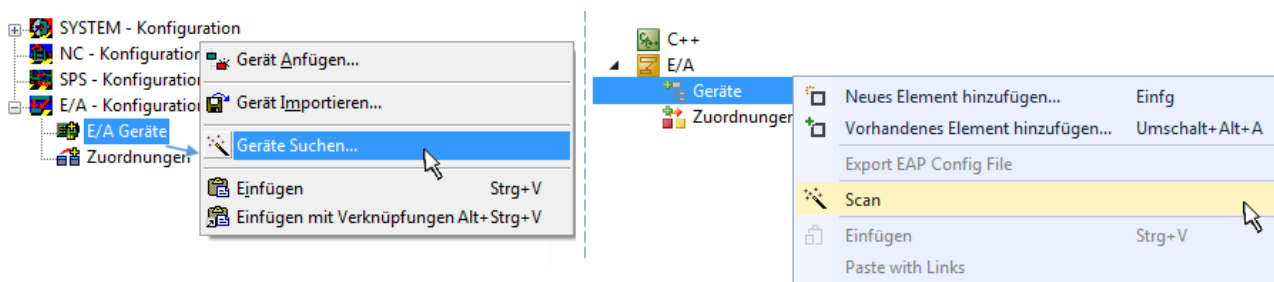 SYSTEM - Konfiguration
NC - Konfiguration
SPS - Konfiguration
E/A - Konfiguration
E/A Geräte
Zuordnungen
Gerät Anfügen...
Gerät Importieren...
Geräte Suchen...
Einfügen Strg+V
Einfügen mit Verknüpfungen Alt+Strg+V
C++
E/A
Geräte
Zuordnungen
Neues Element hinzufügen... Einfg
Vorhandenes Element hinzufügen... Umschalt+Alt+A
Export EAP Config File
Scan
Einfügen Strg+V
Paste with Links